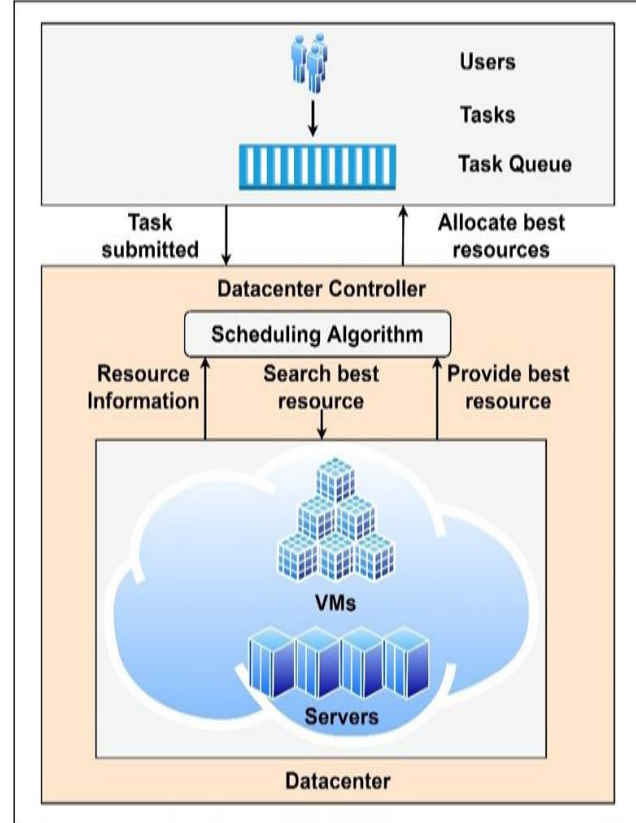 Users
Tasks
Task Queue
Task
submitted
Allocate best
resources
Datacenter Controller
Scheduling Algorithm
Resource
Information
Search best
resource
Provide best
resource
VMs
Servers
Datacenter